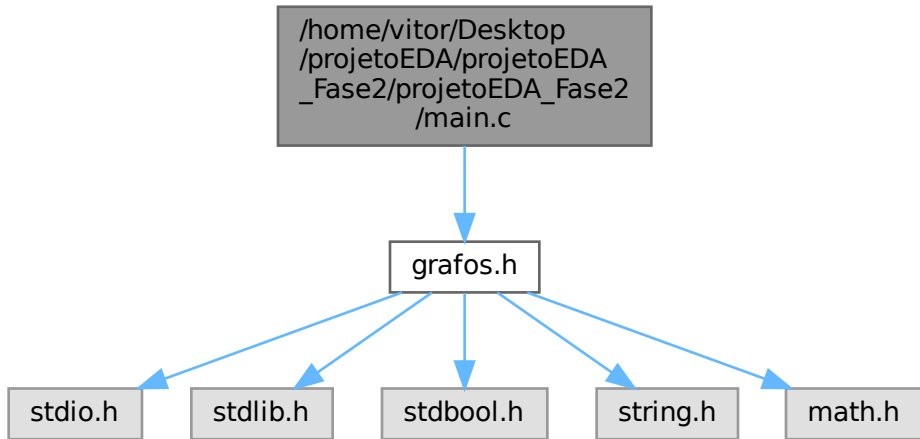 /home/vitor/Desktop
/projetoEDA/projetoEDA
_Fase2/projetoEDA_Fase2
/main.c
grafos.h
stdio.h
stdlib.h
stdbool.h
string.h
math.h